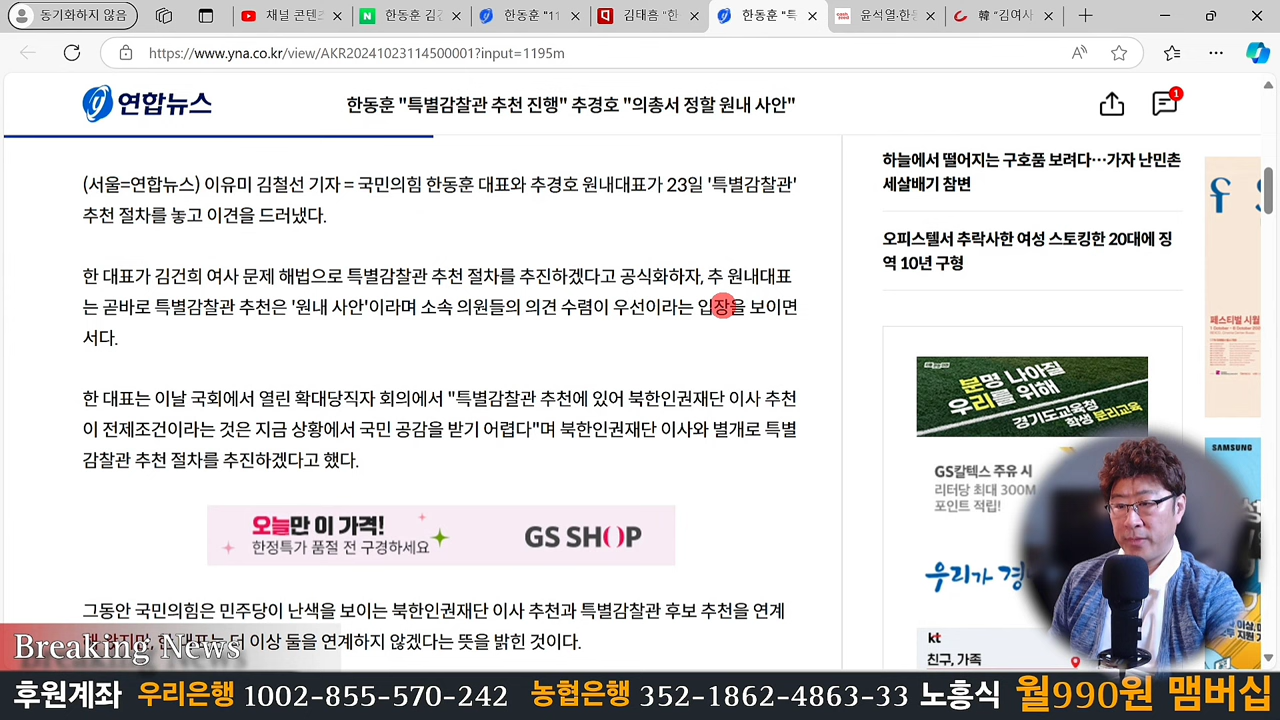 동기화하지 않음
채널 콘텐츠
한동훈 김
한동훈 "11
김태흠 "한
한동훈 "특
윤석열·한동
韓 "김여사
https://www.yna.co.kr/view/AKR20241023114500001?input=1195m
연합뉴스
한동훈 "특별감찰관 추천 진행" 추경호 "의총서 정할 원내 사안"
1
(서울=연합뉴스) 이유미 김철선 기자 = 국민의힘 한동훈 대표와 추경호 원내대표가 23일 '특별감찰관'
추천 절차를 놓고 이견을 드러냈다.
한 대표가 김건희 여사 문제 해법으로 특별감찰관 추천 절차를 추진하겠다고 공식화하자, 추 원내대표
는 곧바로 특별감찰관 추천은 '원내 사안'이라며 소속 의원들의 의견 수렴이 우선이라는 입장을 보이면
서다.
한 대표는 이날 국회에서 열린 확대당직자 회의에서 "특별감찰관 추천에 있어 북한인권재단 이사 추천
이 전제조건이라는 것은 지금 상황에서 국민 공감을 받기 어렵다"며 북한인권재단 이사와 별개로 특별
감찰관 추천 절차를 추진하겠다고 했다.
오늘만 이 가격!
한정특가 품절 전 구경하세요
GS SHOP
그동안 국민의힘은 민주당이 난색을 보이는 북한인권재단 이사 추천과 특별감찰관 후보 추천을 연계
더 이상 둘을 연계하지 않겠다는 뜻을 밝힌 것이다.
하늘에서 떨어지는 구호품 보려다…가자 난민촌
세살배기 참변
오피스텔서 추락사한 여성 스토킹한 20대에 징
역 10년 구형
분명 나아질
우리를 위해
경기도교육청
학생 분리교육
GS칼텍스 주유 시
리터당 최대 300M
포인트 적립!
우리가 경
kt
친구, 가족
페스티벌 시월
SAMSUNG
Breaking News
후원계좌 우리은행 1002-855-570-242 농협은행 352-1862-4863-33 노흥식 월990원 맴버십